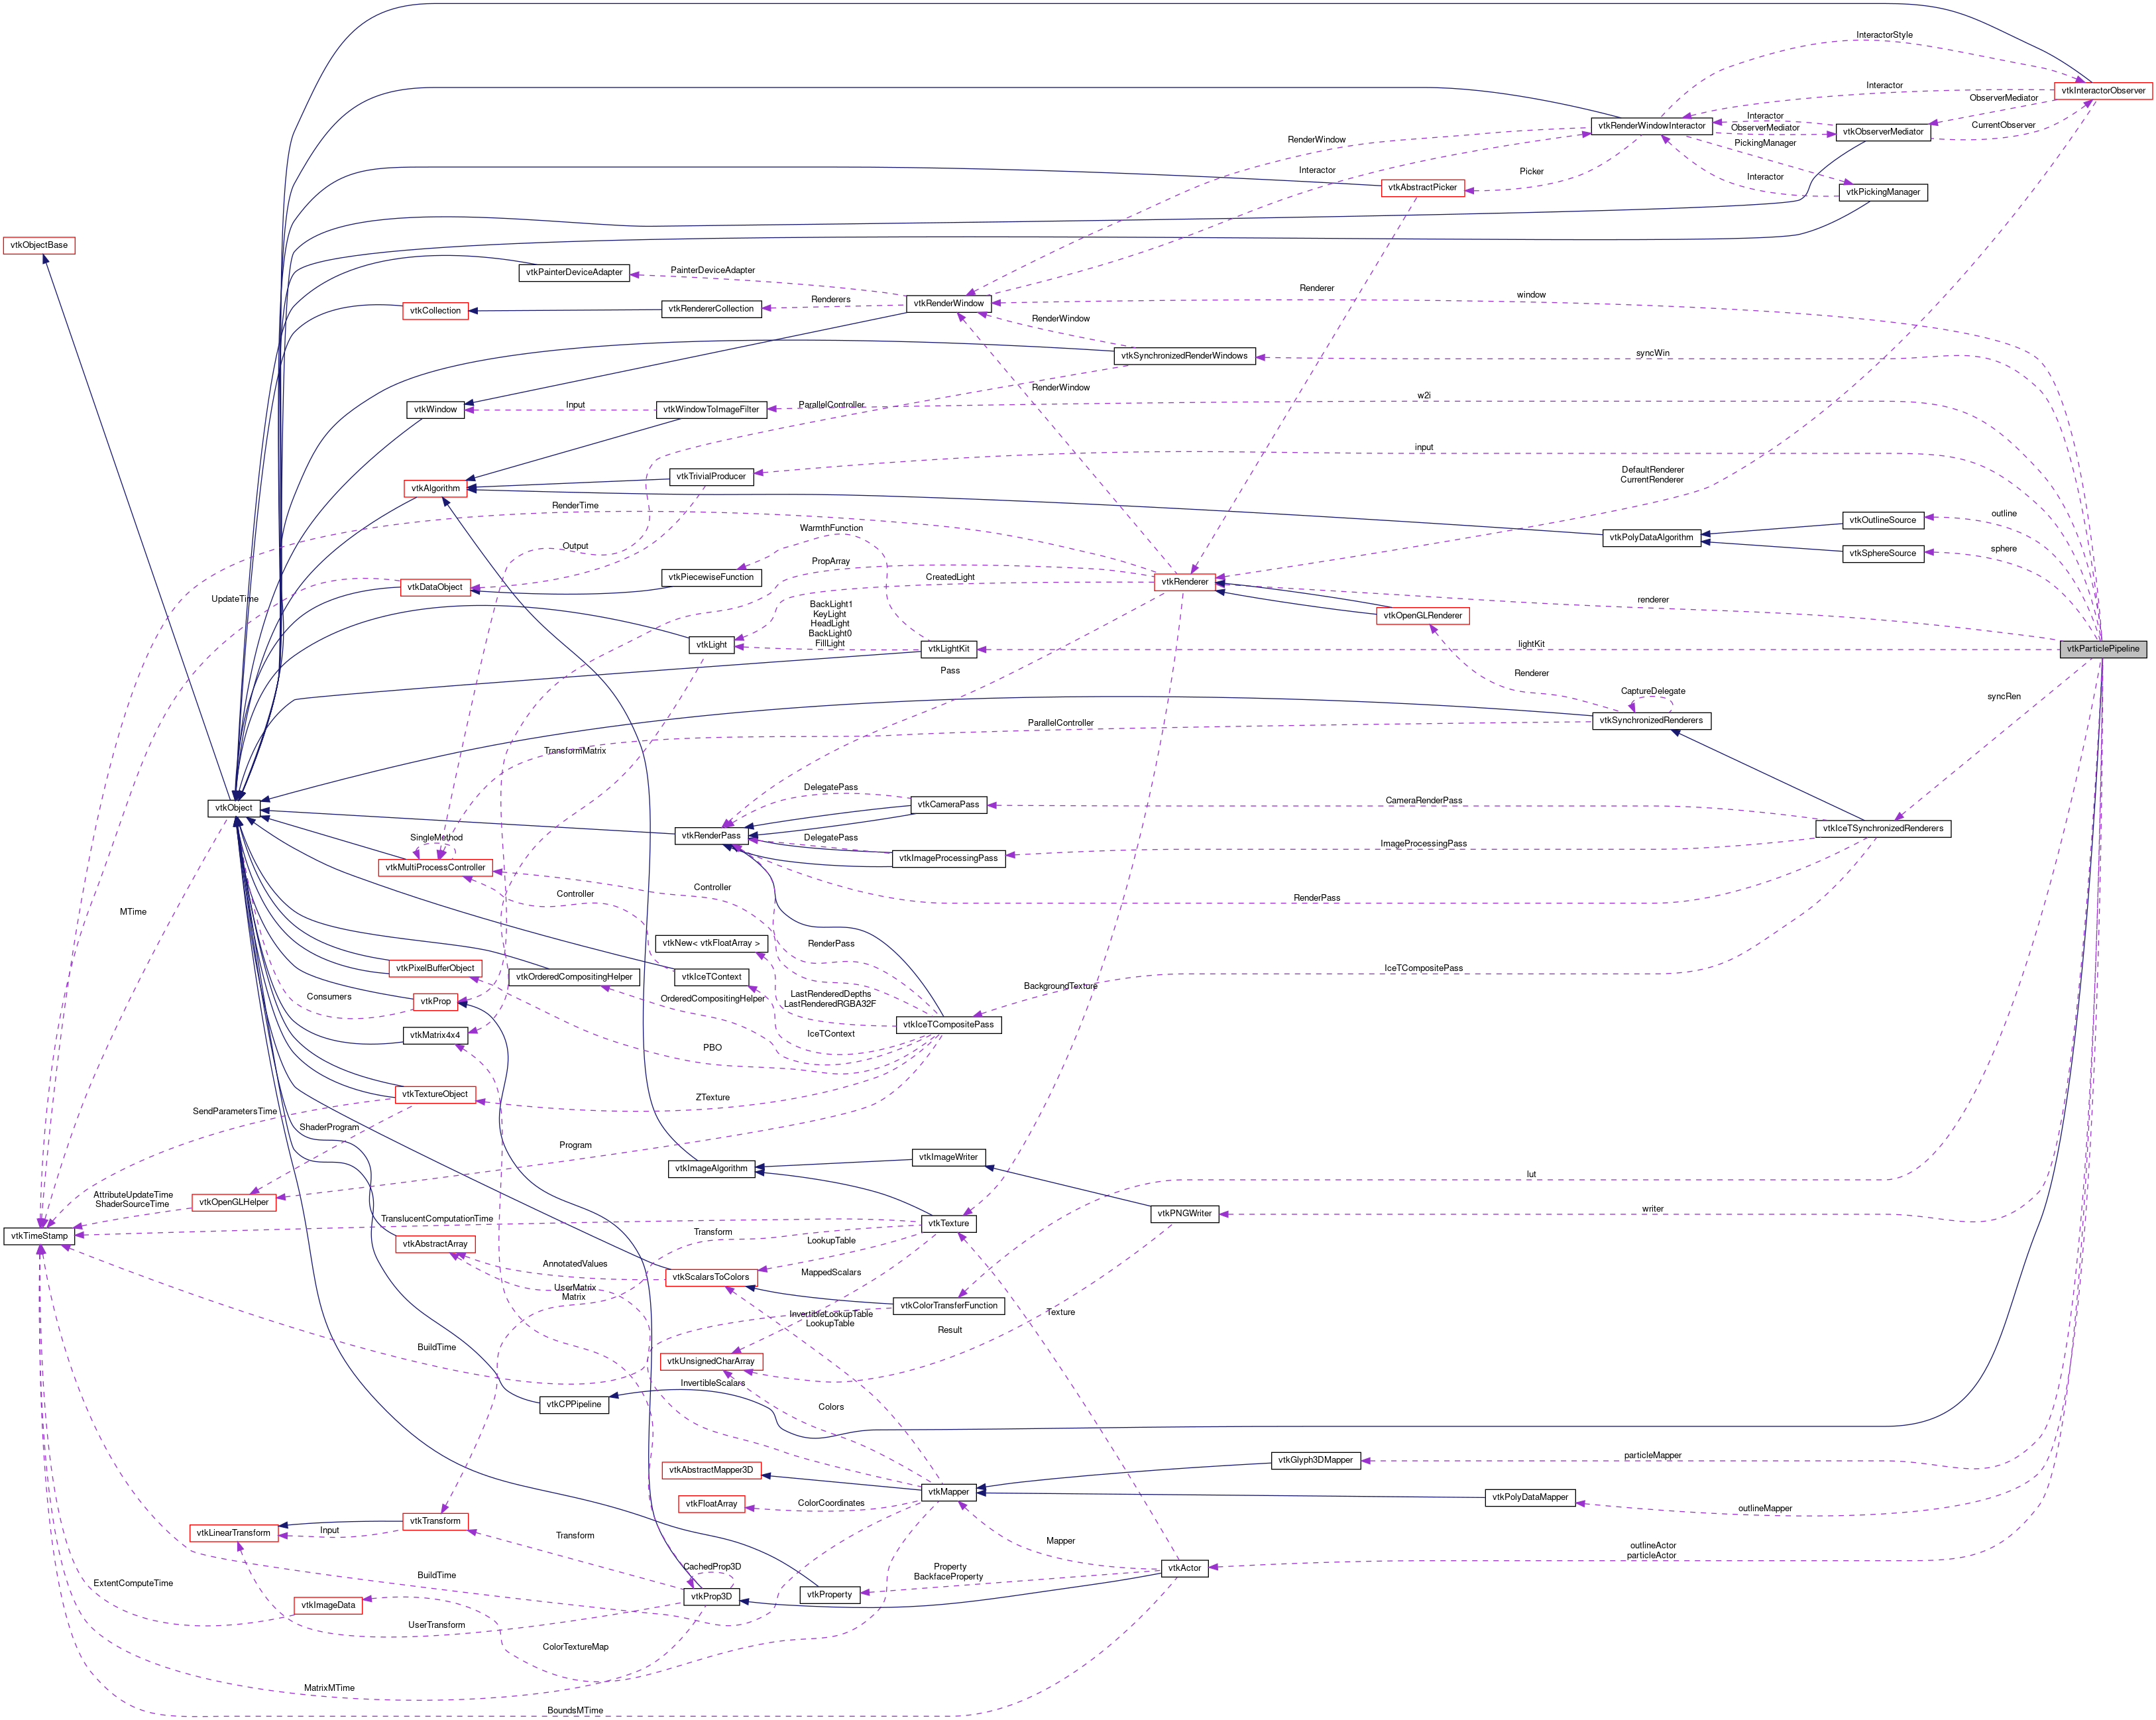 InteractorStyle
vtkInteractorObserver
Interactor
ObserverMediator
vtkRenderWindowInteractor
Interactor
ObserverMediator
vtkObserverMediator
CurrentObserver
RenderWindow
PickingManager
Interactor
Picker
Interactor
vtkAbstractPicker
vtkPickingManager
vtkObjectBase
vtkPainterDeviceAdapter
PainterDeviceAdapter
Renderer
window
vtkCollection
vtkRendererCollection
Renderers
vtkRenderWindow
RenderWindow
vtkSynchronizedRenderWindows
syncWin
RenderWindow
vtkWindow
Input
vtkWindowToImageFilter
ParallelController
w2i
input
vtkAlgorithm
vtkTrivialProducer
DefaultRenderer
CurrentRenderer
RenderTime
WarmthFunction
vtkPolyDataAlgorithm
vtkOutlineSource
outline
Output
vtkSphereSource
sphere
PropArray
UpdateTime
vtkDataObject
vtkPiecewiseFunction
CreatedLight
vtkRenderer
renderer
BackLight1
KeyLight
HeadLight
BackLight0
FillLight
vtkOpenGLRenderer
vtkLight
vtkLightKit
lightKit
vtkParticlePipeline
Pass
Renderer
CaptureDelegate
syncRen
vtkSynchronizedRenderers
ParallelController
TransformMatrix
DelegatePass
vtkCameraPass
CameraRenderPass
vtkObject
vtkRenderPass
DelegatePass
vtkIceTSynchronizedRenderers
SingleMethod
vtkMultiProcessController
vtkImageProcessingPass
ImageProcessingPass
Controller
Controller
RenderPass
MTime
vtkNew< vtkFloatArray >
RenderPass
vtkPixelBufferObject
vtkOrderedCompositingHelper
vtkIceTContext
IceTCompositePass
Consumers
vtkProp
OrderedCompositingHelper
LastRenderedDepths
LastRenderedRGBA32F
BackgroundTexture
vtkIceTCompositePass
vtkMatrix4x4
IceTContext
PBO
vtkTextureObject
ZTexture
SendParametersTime
ShaderProgram
Program
vtkImageAlgorithm
vtkImageWriter
lut
AttributeUpdateTime
ShaderSourceTime
vtkOpenGLHelper
vtkPNGWriter
writer
vtkTimeStamp
TranslucentComputationTime
vtkTexture
vtkAbstractArray
Transform
LookupTable
AnnotatedValues
vtkScalarsToColors
MappedScalars
UserMatrix
Matrix
vtkColorTransferFunction
InvertibleLookupTable
LookupTable
Texture
Result
BuildTime
vtkUnsignedCharArray
InvertibleScalars
vtkCPPipeline
Colors
particleMapper
vtkAbstractMapper3D
vtkGlyph3DMapper
vtkMapper
vtkPolyDataMapper
outlineMapper
vtkFloatArray
ColorCoordinates
vtkLinearTransform
Input
vtkTransform
Transform
Mapper
outlineActor
particleActor
CachedProp3D
Property
BackfaceProperty
vtkActor
ExtentComputeTime
BuildTime
vtkProp3D
vtkProperty
vtkImageData
UserTransform
ColorTextureMap
MatrixMTime
BoundsMTime